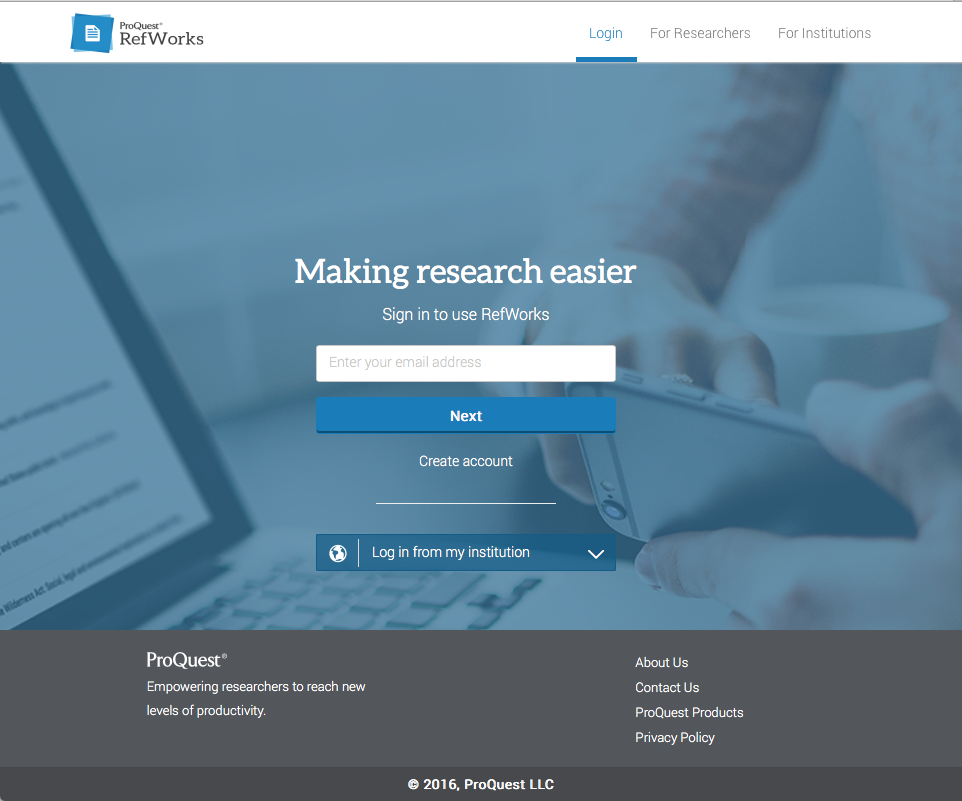 ProQuest®
RefWorks
Login
For Researchers
For Institutions
Making research easier
Sign in to use RefWorks
Enter your email address
Next
Create account
Log in from my institution
ProQuest®
Empowering researchers to reach new
levels of productivity.
About Us
Contact Us
ProQuest Products
Privacy Policy
© 2016, ProQuest LLC